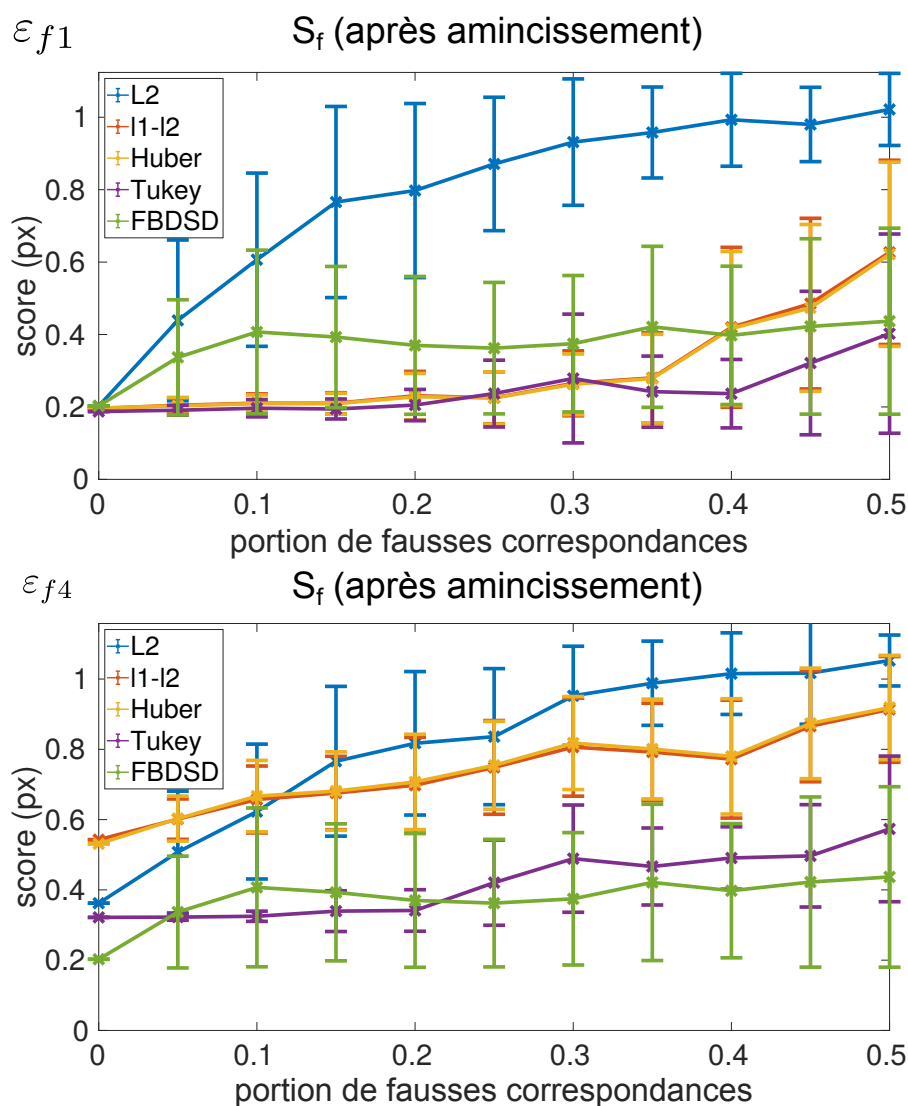 εf1
Sf (après amincissement)
1
0.8
0.6
0.4
0.2
0
score (px)
L2
l1-l2
Huber
Tukey
FBDSD
0 0.1 0.2 0.3 0.4 0.5
portion de fausses correspondances
εf4
Sf (après amincissement)
1
0.8
0.6
0.4
0.2
0
score (px)
L2
l1-l2
Huber
Tukey
FBDSD
0 0.1 0.2 0.3 0.4 0.5
portion de fausses correspondances